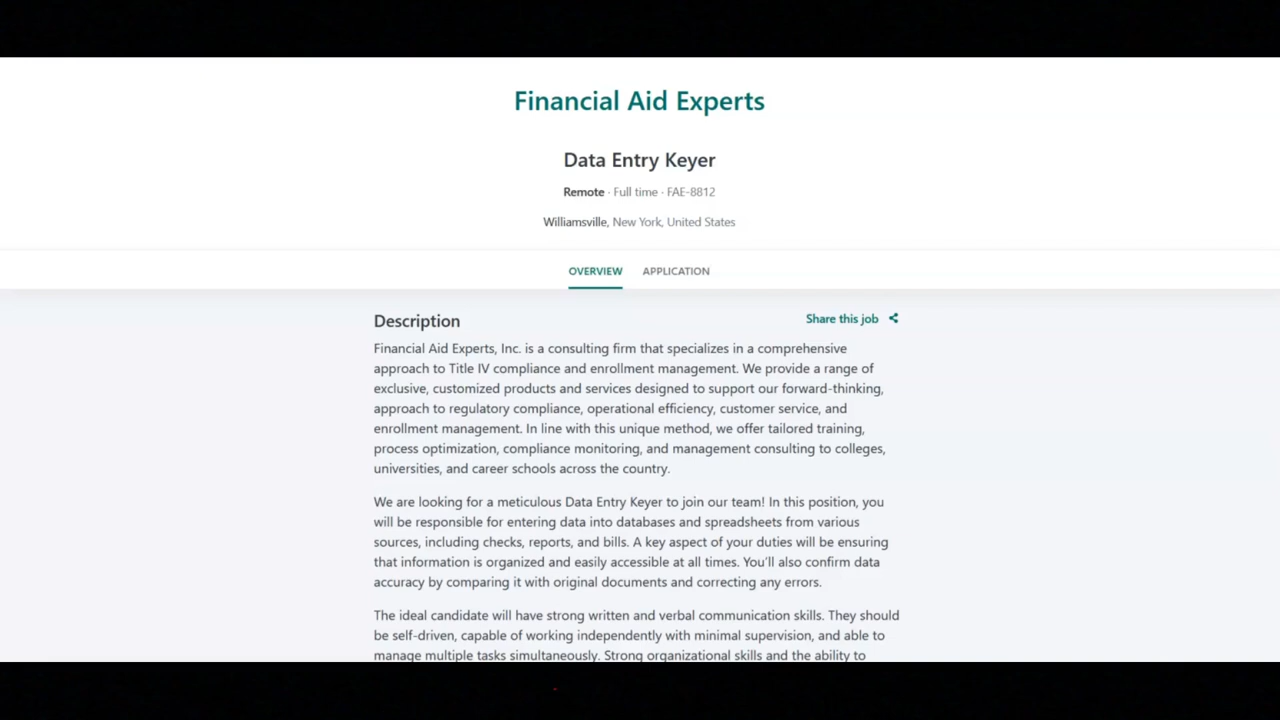 Financial Aid Experts
Data Entry Keyer
Remote · Full time · FAE-8812
Williamsville, New York, United States
OVERVIEW APPLICATION
Description
Share this job
Financial Aid Experts, Inc. is a consulting firm that specializes in a comprehensive
approach to Title IV compliance and enrollment management. We provide a range of
exclusive, customized products and services designed to support our forward-thinking,
approach to regulatory compliance, operational efficiency, customer service, and
enrollment management. In line with this unique method, we offer tailored training,
process optimization, compliance monitoring, and management consulting to colleges,
universities, and career schools across the country.
We are looking for a meticulous Data Entry Keyer to join our team! In this position, you
will be responsible for entering data into databases and spreadsheets from various
sources, including checks, reports, and bills. A key aspect of your duties will be ensuring
that information is organized and easily accessible at all times. You'll also confirm data
accuracy by comparing it with original documents and correcting any errors.
The ideal candidate will have strong written and verbal communication skills. They should
be self-driven, capable of working independently with minimal supervision, and able to
manage multiple tasks simultaneously. Strong organizational skills and the ability to